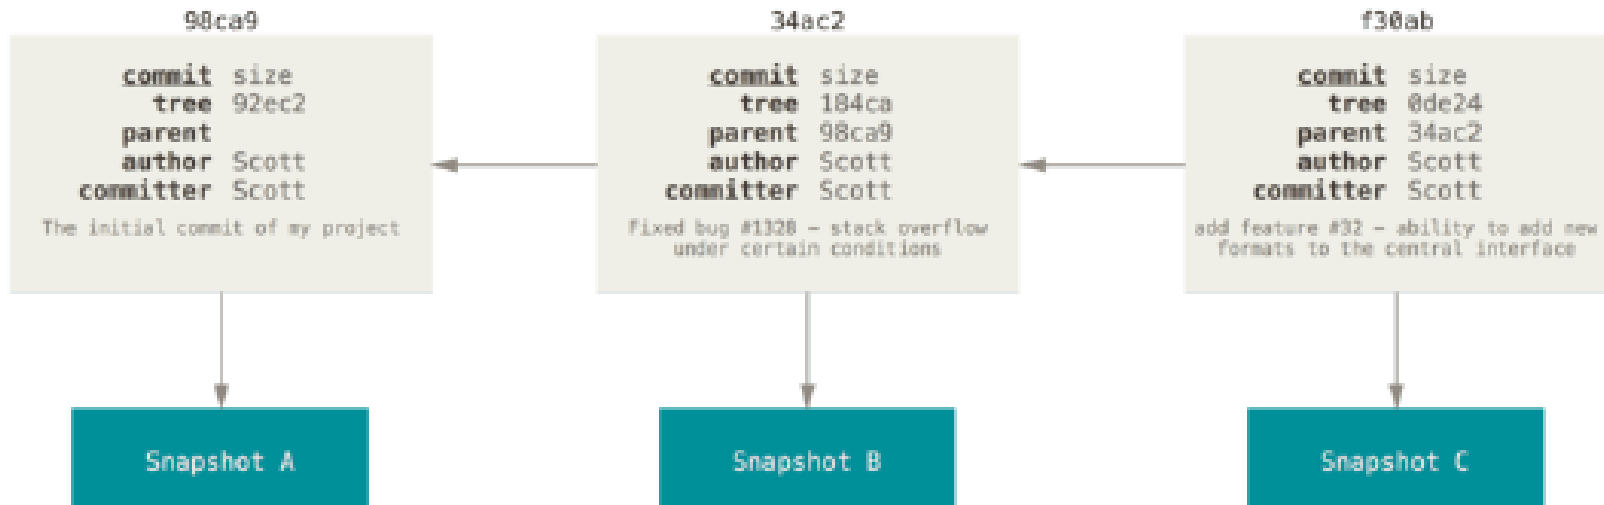 98ca9
commit size
tree 92ec2
parent
author Scott
committer Scott
The initial commit of my project
Snapshot A
34ac2
commit size
tree 184ca
parent 98ca9
author Scott
committer Scott
Fixed bug #1328 – stack overflow
under certain conditions
Snapshot B
f30ab
commit size
tree 0de24
parent 34ac2
author Scott
committer Scott
add feature #32 – ability to add new
formats to the central interface
Snapshot C